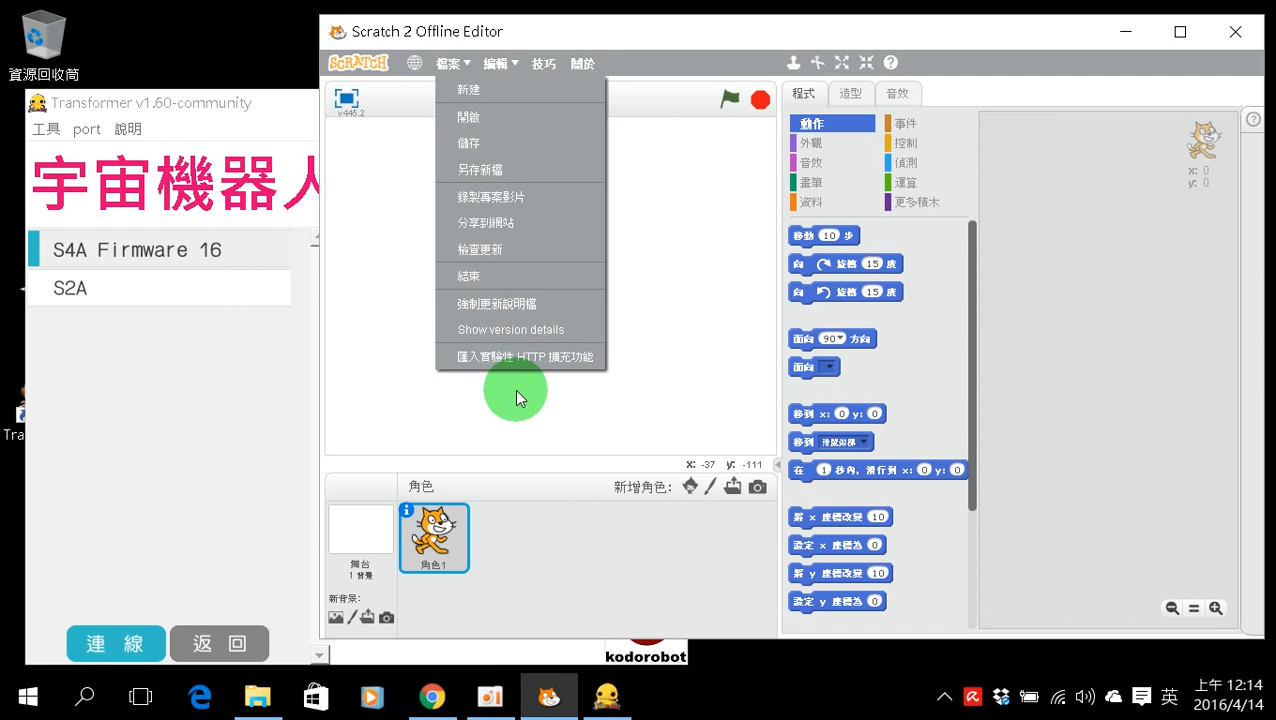 資源回收筒
Transformer v1.60-community
工具 port 說明
宇宙機器人
S4A Firmware 16
S2A
連 線 返 回
Scratch 2 Offline Editor
SCRATCH 檔案▼ 編輯▼ 技巧 關於
v446.2
新建
開啟
儲存
另存新檔
錄製專案影片
分享到網站
檢查更新
結束
強制更新說明檔
Show version details
匯入實驗性 HTTP 擴充功能
x: -37 y: -111
角色 新增角色:
舞台
1 背景
新背景:
角色1
程式 造型 音效
動作 事件
外觀 控制
音效 偵測
畫筆 運算
資料 更多積木
移動 10 步
向 旋轉 15 度
向 旋轉 15 度
面向 90▼ 方向
面向
移到 x: 0 y: 0
移到
在 1 秒內, 滑行到 x: 0 y: 0
將 x 座標改變 10
設定 x 座標為 0
將 y 座標改變 10
設定 y 座標為 0
x: 0
y: 0
kodorobot
Tra
英
上午 12:14
2016/4/14